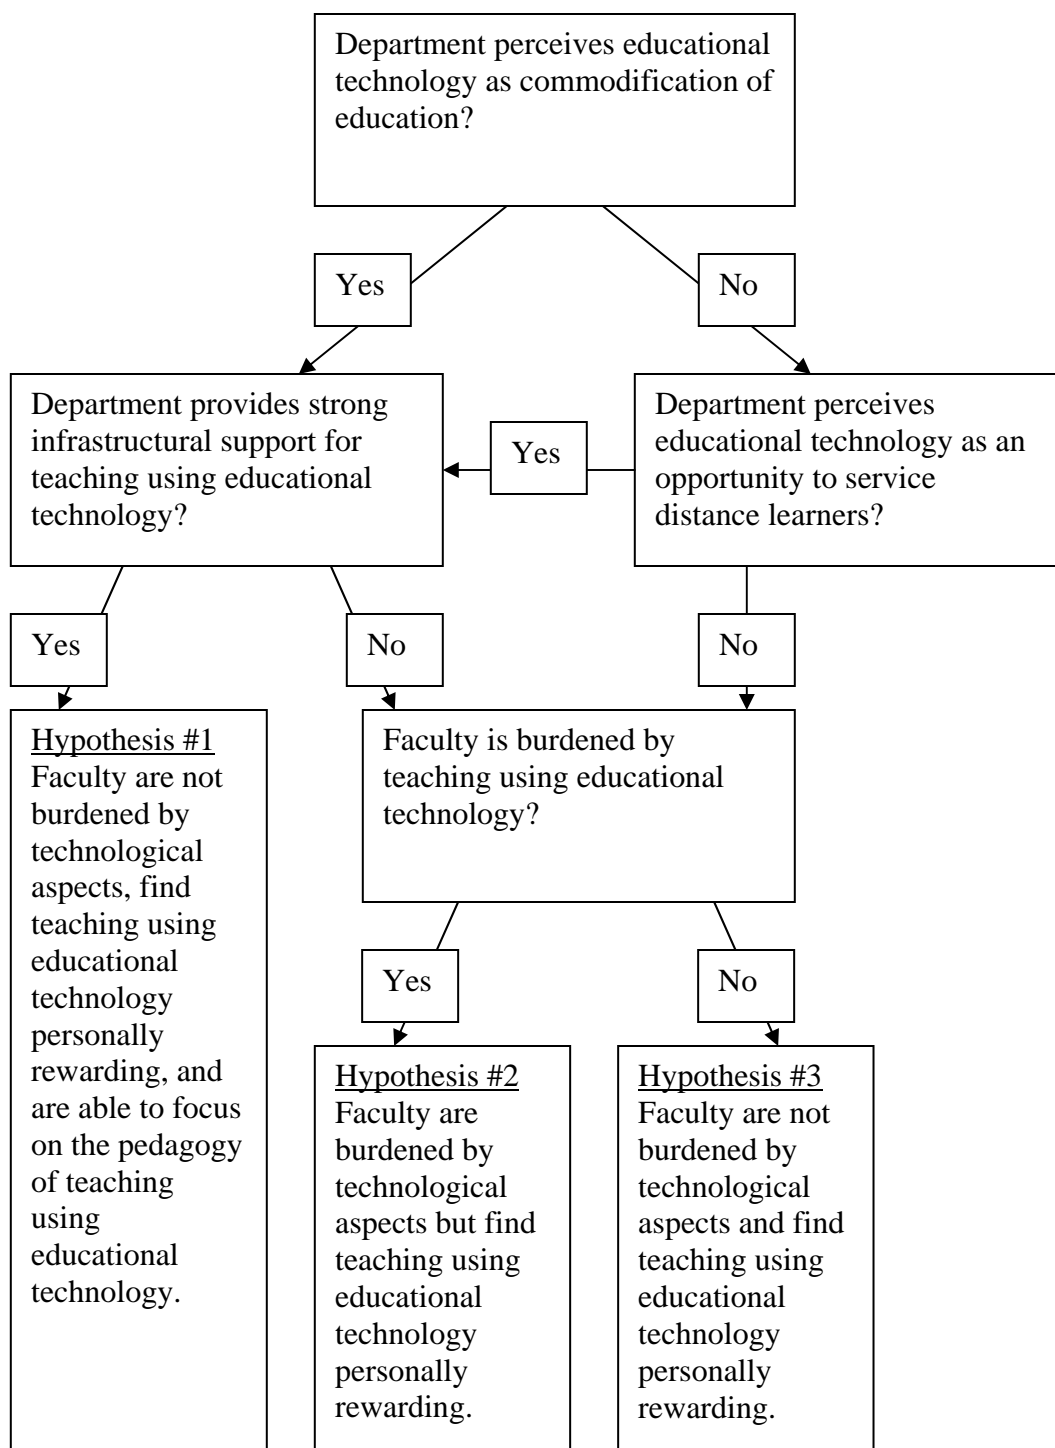 Department perceives educational
technology as commodification of
education?
Yes
No
Department provides strong
infrastructural support for
teaching using educational
technology?
Yes
Department perceives
educational technology as an
opportunity to service
distance learners?
Yes
No
No
Hypothesis #1
Faculty are not
burdened by
technological
aspects, find
teaching using
educational
technology
personally
rewarding, and
are able to focus
on the pedagogy
of teaching
using
educational
technology.
Faculty is burdened by
teaching using educational
technology?
Yes
No
Hypothesis #2
Faculty are
burdened by
technological
aspects but find
teaching using
educational
technology
personally
rewarding.
Hypothesis #3
Faculty are not
burdened by
technological
aspects and find
teaching using
educational
technology
personally
rewarding.